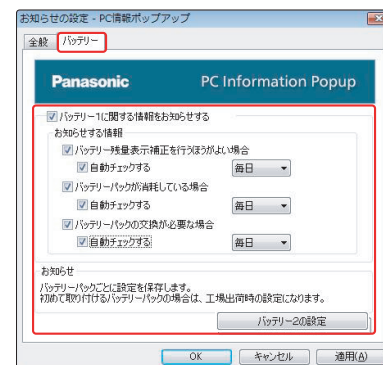 お知らせの設定 - PC情報ポップアップ
全般 バッテリー
Panasonic PC Information Popup
バッテリー1に関する情報をお知らせする
お知らせする情報
バッテリー残量表示補正を行うほうがよい場合
自動チェックする 毎日
バッテリーパックが消耗している場合
自動チェックする 毎日
バッテリーパックの交換が必要な場合
自動チェックする 毎日
お知らせ
バッテリーパックごとに設定を保存します。
初めて取り付けるバッテリーパックの場合は、工場出荷時の設定になります。
バッテリー2の設定
OK キャンセル 適用(A)